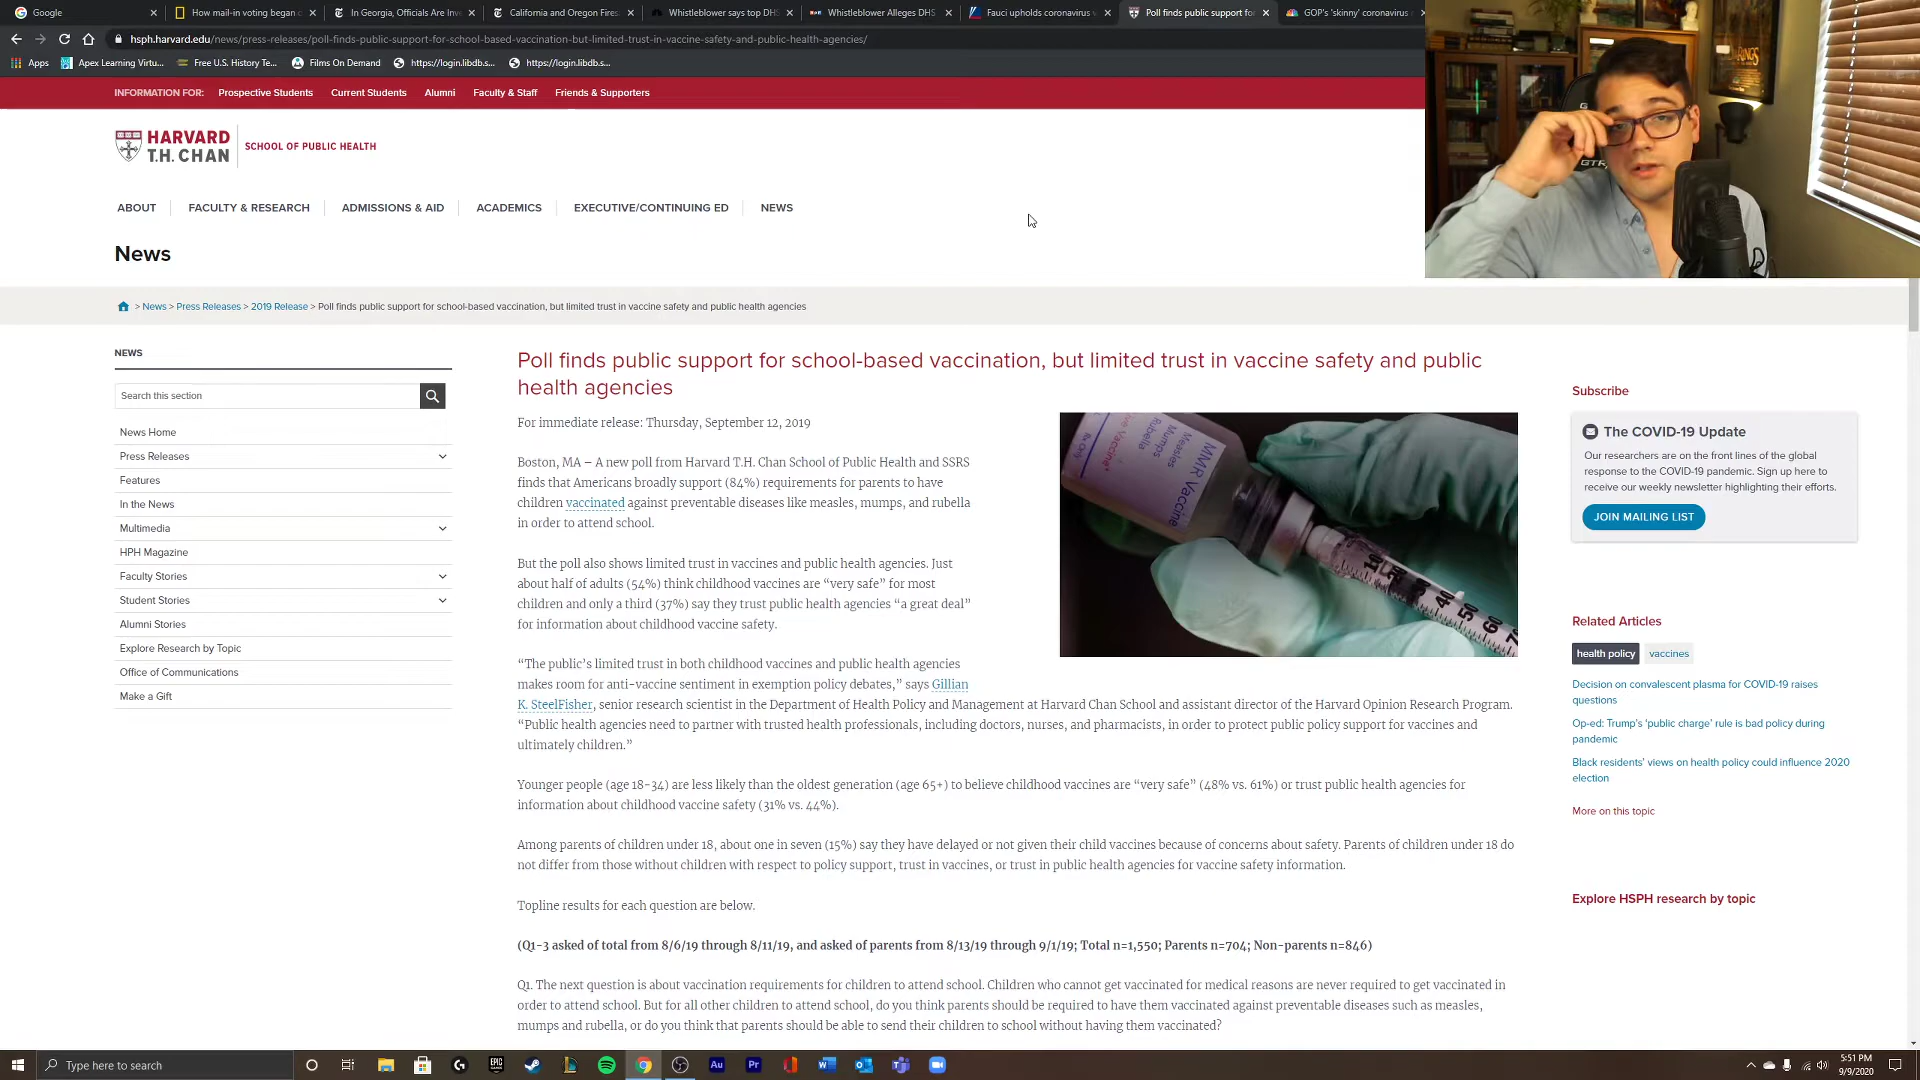 Google
How mail-in voting began
In Georgia, Officials Are Inve
California and Oregon Fires
Whistleblower says top DHS
Whistleblower Alleges DHS
Fauci upholds coronavirus v
Poll finds public support for
GOP's 'skinny' coronavirus
hsph.harvard.edu/news/press-releases/poll-finds-public-support-for-school-based-vaccination-but-limited-trust-in-vaccine-safety-and-public-health-agencies/
Apps
Apex Learning Virtu...
Free U.S. History Te...
Films On Demand
https://login.libdb.s...
https://login.libdb.s...
INFORMATION FOR:
Prospective Students
Current Students
Alumni
Faculty & Staff
Friends & Supporters
HARVARD
T.H. CHAN
SCHOOL OF PUBLIC HEALTH
ABOUT
FACULTY & RESEARCH
ADMISSIONS & AID
ACADEMICS
EXECUTIVE/CONTINUING ED
NEWS
News
> News > Press Releases > 2019 Release > Poll finds public support for school-based vaccination, but limited trust in vaccine safety and public health agencies
NEWS
Search this section
News Home
Press Releases
Features
In the News
Multimedia
HPH Magazine
Faculty Stories
Student Stories
Alumni Stories
Explore Research by Topic
Office of Communications
Make a Gift
Poll finds public support for school-based vaccination, but limited trust in vaccine safety and public
health agencies
For immediate release: Thursday, September 12, 2019
Boston, MA – A new poll from Harvard T.H. Chan School of Public Health and SSRS
finds that Americans broadly support (84%) requirements for parents to have
children vaccinated against preventable diseases like measles, mumps, and rubella
in order to attend school.
But the poll also shows limited trust in vaccines and public health agencies. Just
about half of adults (54%) think childhood vaccines are “very safe” for most
children and only a third (37%) say they trust public health agencies “a great deal”
for information about childhood vaccine safety.
“The public’s limited trust in both childhood vaccines and public health agencies
makes room for anti-vaccine sentiment in exemption policy debates,” says Gillian
K. SteelFisher, senior research scientist in the Department of Health Policy and Management at Harvard Chan School and assistant director of the Harvard Opinion Research Program.
“Public health agencies need to partner with trusted health professionals, including doctors, nurses, and pharmacists, in order to protect public policy support for vaccines and
ultimately children.”
Younger people (age 18-34) are less likely than the oldest generation (age 65+) to believe childhood vaccines are “very safe” (48% vs. 61%) or trust public health agencies for
information about childhood vaccine safety (31% vs. 44%).
Among parents of children under 18, about one in seven (15%) say they have delayed or not given their child vaccines because of concerns about safety. Parents of children under 18 do
not differ from those without children with respect to policy support, trust in vaccines, or trust in public health agencies for vaccine safety information.
Topline results for each question are below.
(Q1-3 asked of total from 8/6/19 through 8/11/19, and asked of parents from 8/13/19 through 9/1/19; Total n=1,550; Parents n=704; Non-parents n=846)
Q1. The next question is about vaccination requirements for children to attend school. Children who cannot get vaccinated for medical reasons are never required to get vaccinated in
order to attend school. But for all other children to attend school, do you think parents should be required to have them vaccinated against preventable diseases such as measles,
mumps and rubella, or do you think that parents should be able to send their children to school without having them vaccinated?
MMR Vaccine
Measles
Mumps
Rubella
40
50
60
Subscribe
The COVID-19 Update
Our researchers are on the front lines of the global
response to the COVID-19 pandemic. Sign up here to
receive our weekly newsletter highlighting their efforts.
JOIN MAILING LIST
Related Articles
health policy
vaccines
Decision on convalescent plasma for COVID-19 raises
questions
Op-ed: Trump's 'public charge' rule is bad policy during
pandemic
Black residents' views on health policy could influence 2020
election
More on this topic
Explore HSPH research by topic
Type here to search
5:51 PM
9/9/2020